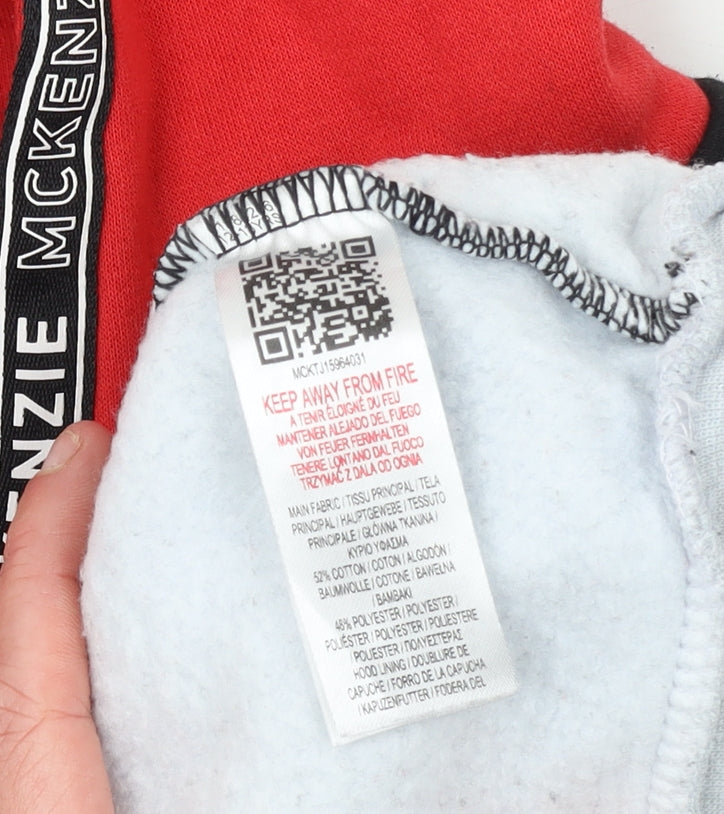 MCKENZ
ENZIE
MCKTJ15964031
KEEP AWAY FROM FIRE
A TENIR ÉLOIGNÉ DU FEU
MANTENER ALEJADO DEL FUEGO
VON FEUER FERNHALTEN
TENERE LONTANO DAL FUOCO
TRZYMAĆ Z DALA OD OGNIA
MAIN FABRIC / TISSU PRINCIPAL / TELA
PRINCIPAL / HAUPTGEWEBE / TESSUTO
PRINCIPALE / GŁÓWNA TKANINA /
ΚΥΡΙΟ ΥΦΑΣΜΑ
52% COTTON / COTON / ALGODÓN /
BAUMWOLLE / COTONE / BAWEŁNA
/ ΒΑΜΒΑΚΙ
48% POLYESTER / POLYESTER /
POLIÉSTER / POLYESTER / POLIESTERE
/ POLIESTER / ΠΟΛΥΕΣΤΕΡΑΣ
HOOD LINING / DOUBLURE DE
CAPUCHE / FORRO DE LA CAPUCHA
/ KAPUZENFUTTER / FODERA DEL